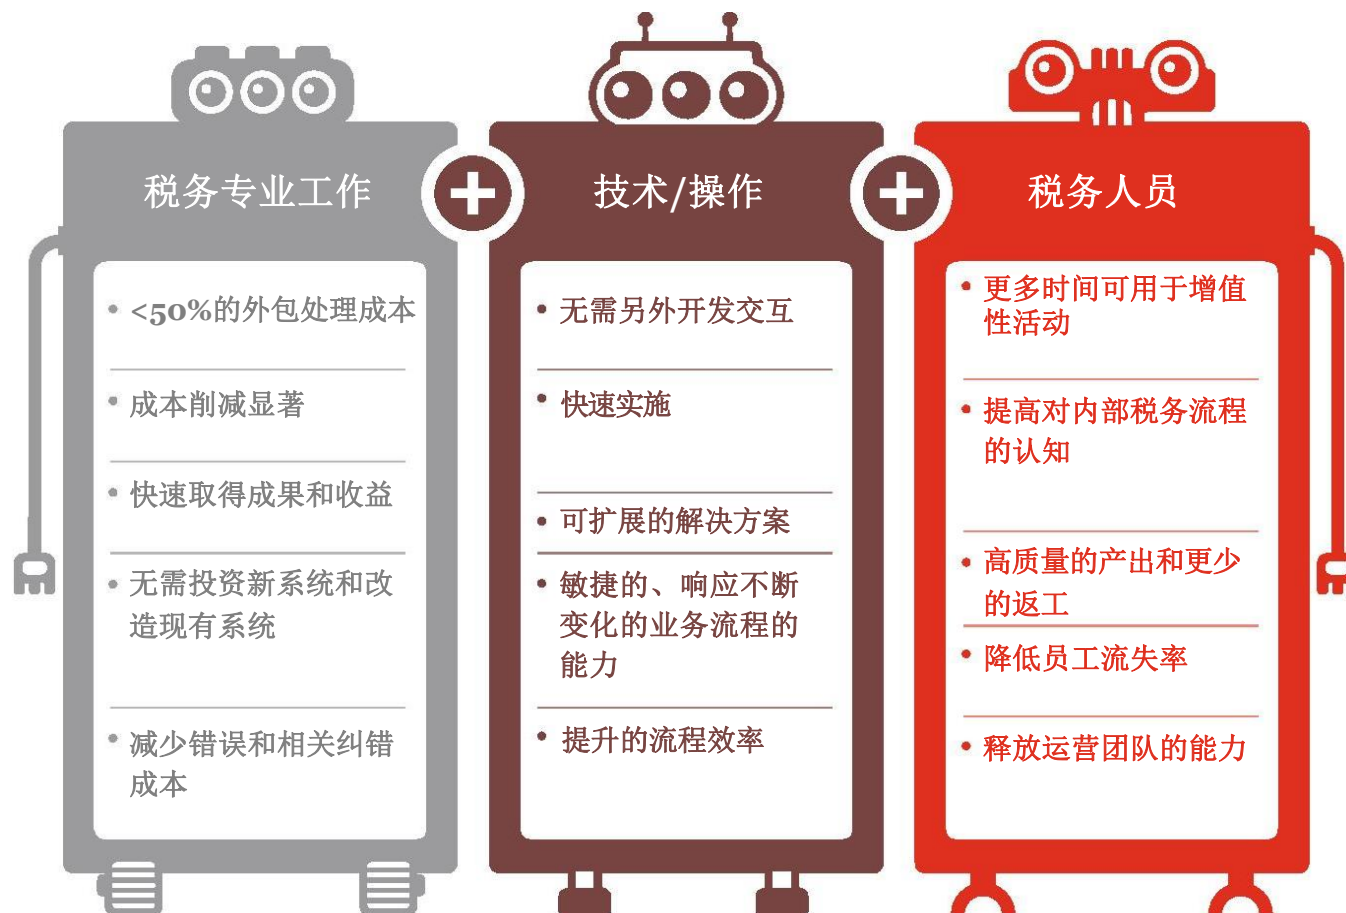 税务专业工作
• <50%的外包处理成本
• 成本削减显著
• 快速取得成果和收益
• 无需投资新系统和改
造现有系统
• 减少错误和相关纠错
成本
技术/操作
• 无需另外开发交互
• 快速实施
• 可扩展的解决方案
• 敏捷的、响应不断
变化的业务流程的
能力
• 提升的流程效率
税务人员
• 更多时间可用于增值
性活动
• 提高对内部税务流程
的认知
• 高质量的产出和更少
的返工
• 降低员工流失率
• 释放运营团队的能力